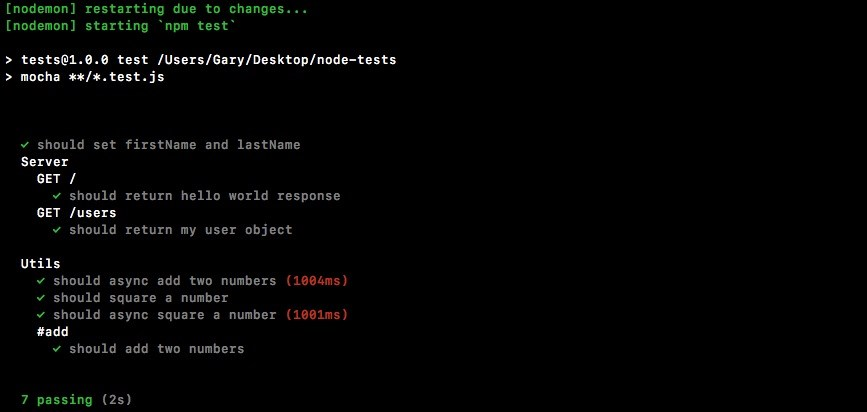 [nodemon] restarting due to changes...
[nodemon] starting `npm test`
> tests@1.0.0 test /Users/Gary/Desktop/node-tests
> mocha **/*.test.js
✓ should set firstName and lastName
Server
GET /
✓ should return hello world response
GET /users
✓ should return my user object
Utils
✓ should async add two numbers (1004ms)
✓ should square a number
✓ should async square a number (1001ms)
#add
✓ should add two numbers
7 passing (2s)